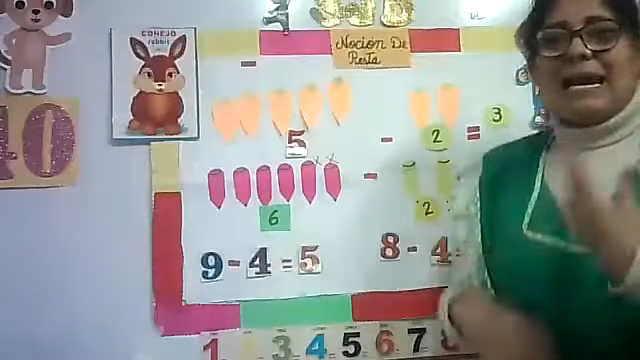 CONEJO
rabbit
Noción De
Resta
-
5 - 2 = 3
6 - 2
9 - 4 = 5
8 - 4 =
40
1 3 4 5 6 7